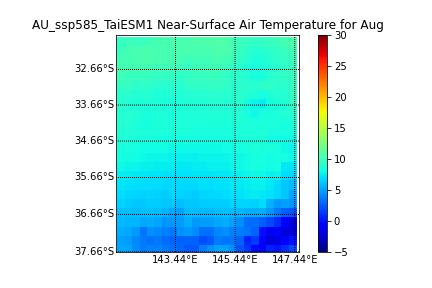 AU_ssp585_TaiESM1 Near-Surface Air Temperature for Aug
32.66°S
33.66°S
34.66°S
35.66°S
36.66°S
37.66°S
143.44°E 145.44°E 147.44°E
30
25
20
15
10
5
0
−5